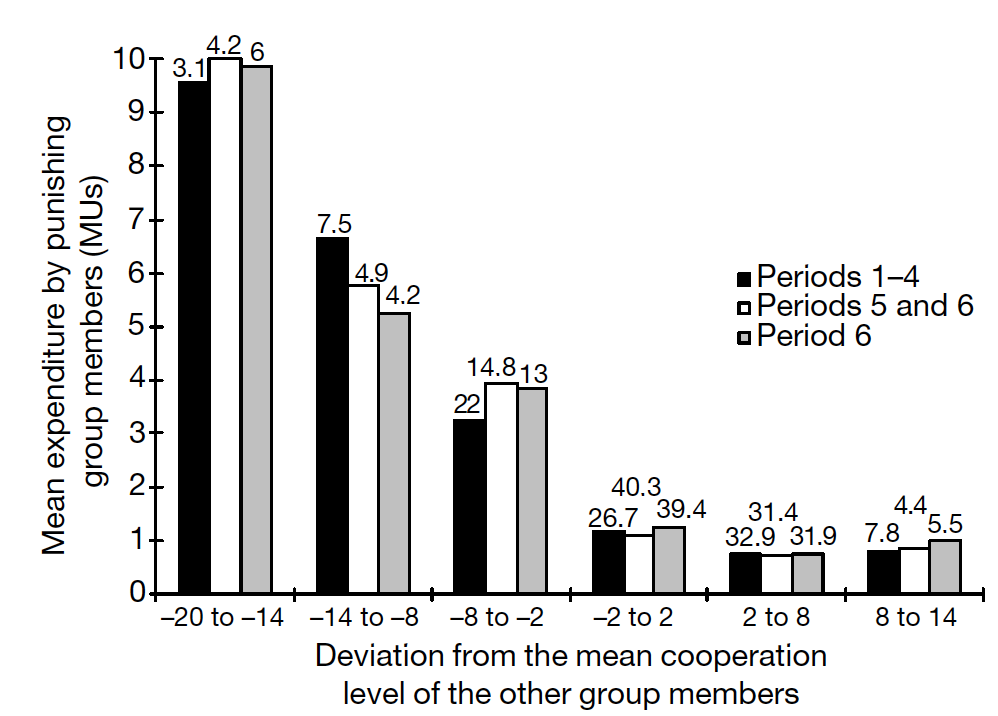 Mean expenditure by punishing
group members (MUs)
10
9
8
7
6
5
4
3
2
1
0
3.1 4.2 6
7.5 4.9 4.2
22 14.8 13
26.7 40.3 39.4
32.9 31.4 31.9
7.8 4.4 5.5
Periods 1–4
Periods 5 and 6
Period 6
–20 to –14 –14 to –8 –8 to –2 –2 to 2 2 to 8 8 to 14
Deviation from the mean cooperation
level of the other group members